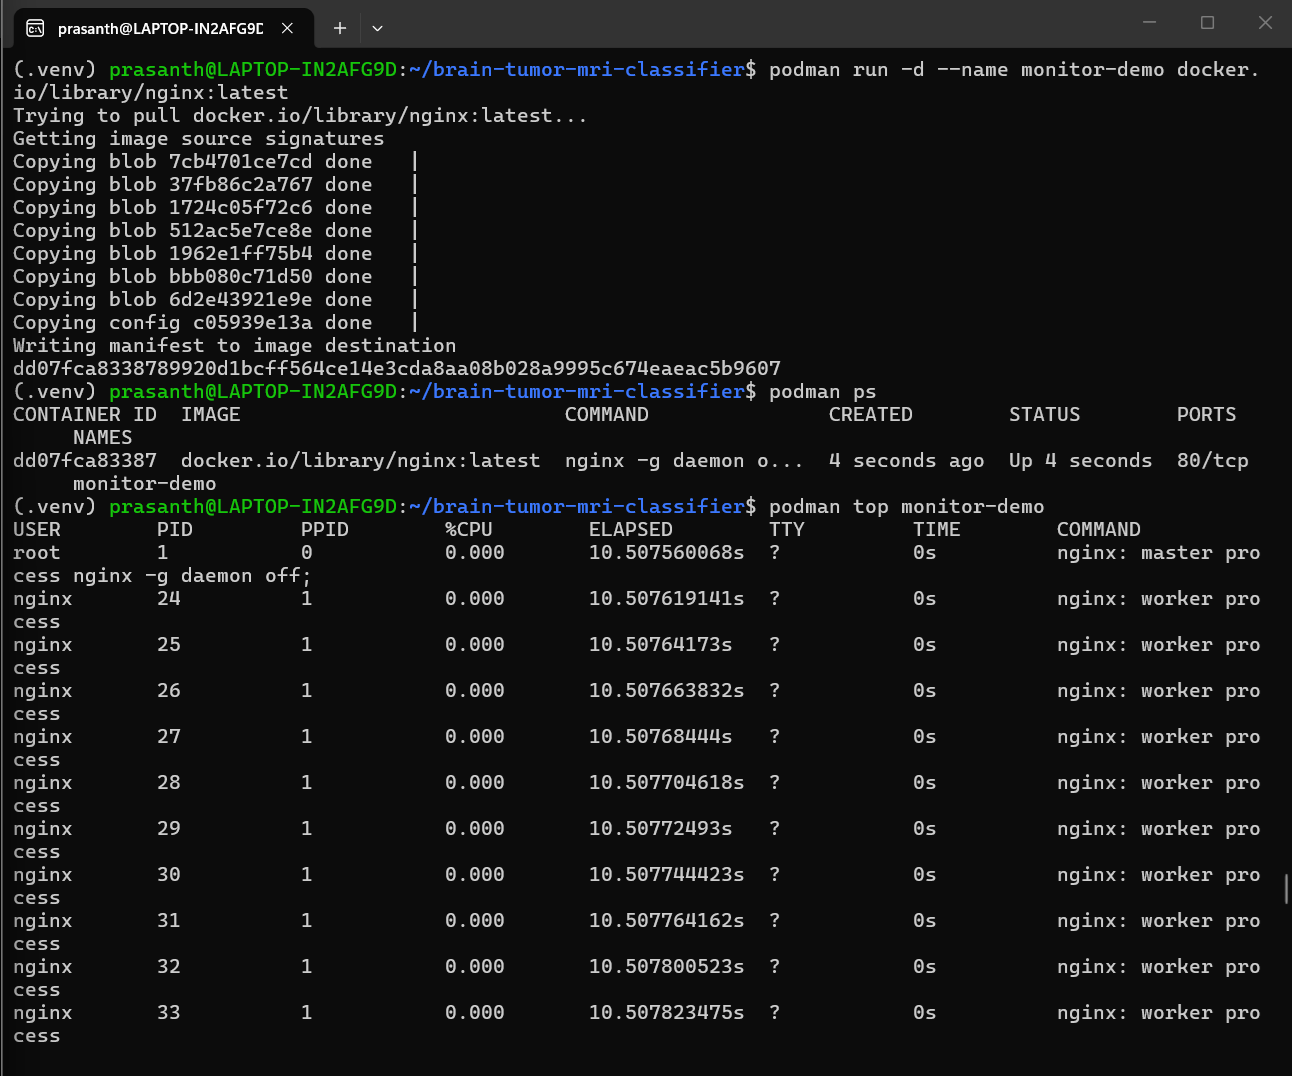 prasanth@LAPTOP-IN2AFG9D
(.venv) prasanth@LAPTOP-IN2AFG9D:~/brain-tumor-mri-classifier$ podman run -d --name monitor-demo docker.
io/library/nginx:latest
Trying to pull docker.io/library/nginx:latest...
Getting image source signatures
Copying blob 7cb4701ce7cd done   |
Copying blob 37fb86c2a767 done   |
Copying blob 1724c05f72c6 done   |
Copying blob 512ac5e7ce8e done   |
Copying blob 1962e1ff75b4 done   |
Copying blob bbb080c71d50 done   |
Copying blob 6d2e43921e9e done   |
Copying config c05939e13a done   |
Writing manifest to image destination
dd07fca8338789920d1bcff564ce14e3cda8aa08b028a9995c674eaeac5b9607
(.venv) prasanth@LAPTOP-IN2AFG9D:~/brain-tumor-mri-classifier$ podman ps
CONTAINER ID  IMAGE                           COMMAND               CREATED        STATUS        PORTS
     NAMES
dd07fca83387  docker.io/library/nginx:latest  nginx -g daemon o...  4 seconds ago  Up 4 seconds  80/tcp
     monitor-demo
(.venv) prasanth@LAPTOP-IN2AFG9D:~/brain-tumor-mri-classifier$ podman top monitor-demo
USER        PID         PPID        %CPU        ELAPSED        TTY         TIME        COMMAND
root        1           0           0.000       10.507560068s  ?           0s          nginx: master pro
cess nginx -g daemon off;
nginx       24          1           0.000       10.507619141s  ?           0s          nginx: worker pro
cess
nginx       25          1           0.000       10.50764173s   ?           0s          nginx: worker pro
cess
nginx       26          1           0.000       10.507663832s  ?           0s          nginx: worker pro
cess
nginx       27          1           0.000       10.50768444s   ?           0s          nginx: worker pro
cess
nginx       28          1           0.000       10.507704618s  ?           0s          nginx: worker pro
cess
nginx       29          1           0.000       10.50772493s   ?           0s          nginx: worker pro
cess
nginx       30          1           0.000       10.507744423s  ?           0s          nginx: worker pro
cess
nginx       31          1           0.000       10.507764162s  ?           0s          nginx: worker pro
cess
nginx       32          1           0.000       10.507800523s  ?           0s          nginx: worker pro
cess
nginx       33          1           0.000       10.507823475s  ?           0s          nginx: worker pro
cess